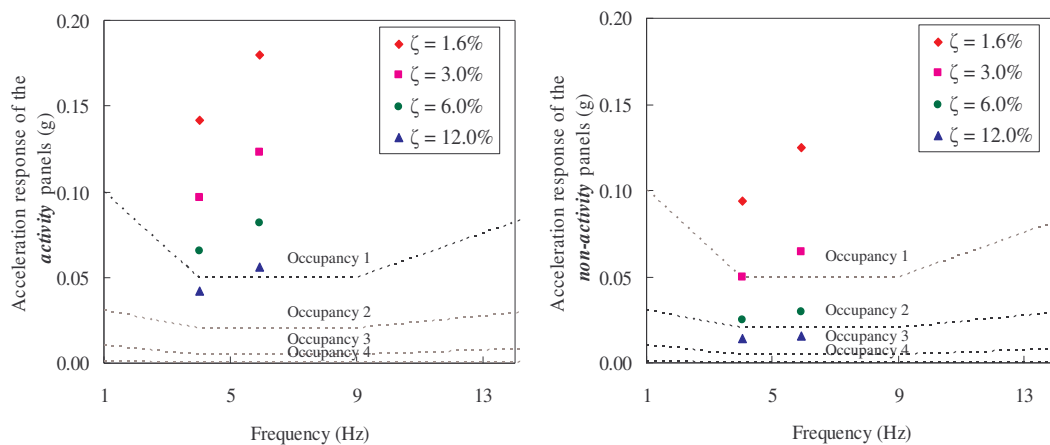 Acceleration response of the
activity panels (g)
0.20
0.15
0.10
0.05
0.00
ζ = 1.6%
ζ = 3.0%
ζ = 6.0%
ζ = 12.0%
Occupancy 1
Occupancy 2
Occupancy 3
Occupancy 4
1 5 9 13
Frequency (Hz)
Acceleration response of the
non-activity panels (g)
0.20
0.15
0.10
0.05
0.00
ζ = 1.6%
ζ = 3.0%
ζ = 6.0%
ζ = 12.0%
Occupancy 1
Occupancy 2
Occupancy 3
Occupancy 4
1 5 9 13
Frequency (Hz)